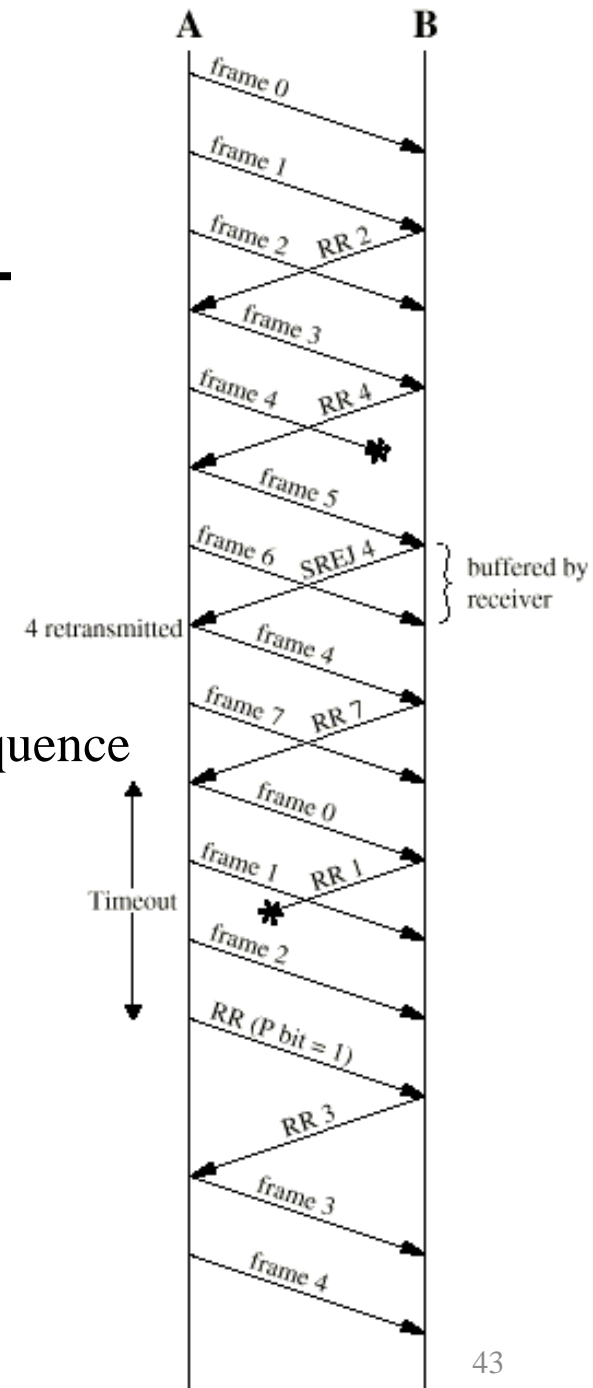 A B
frame 0
frame 1
frame 2
RR 2
frame 3
frame 4
RR 4
frame 5
frame 6
SREJ 4
buffered by
receiver
4 retransmitted
frame 4
frame 7
RR 7
quence
frame 0
frame 1
RR 1
Timeout
frame 2
RR (P bit = 1)
RR 3
frame 3
frame 4
43